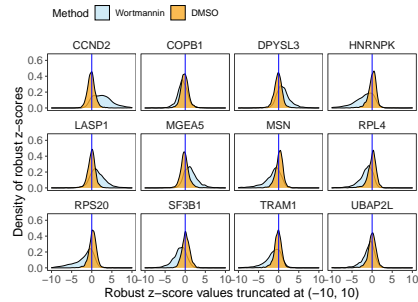 Method Wortmannin DMSO
CCND2 COPB1 DPYSL3 HNRNPK
0.6
0.4
0.2
0.0
LASP1 MGEA5 MSN RPL4
0.6
0.4
0.2
0.0
RPS20 SF3B1 TRAM1 UBAP2L
0.6
0.4
0.2
0.0
−10 −5 0 5 10 −10 −5 0 5 10 −10 −5 0 5 10 −10 −5 0 5 10
Robust z−score values truncated at (−10, 10)
Density of robust z−scores